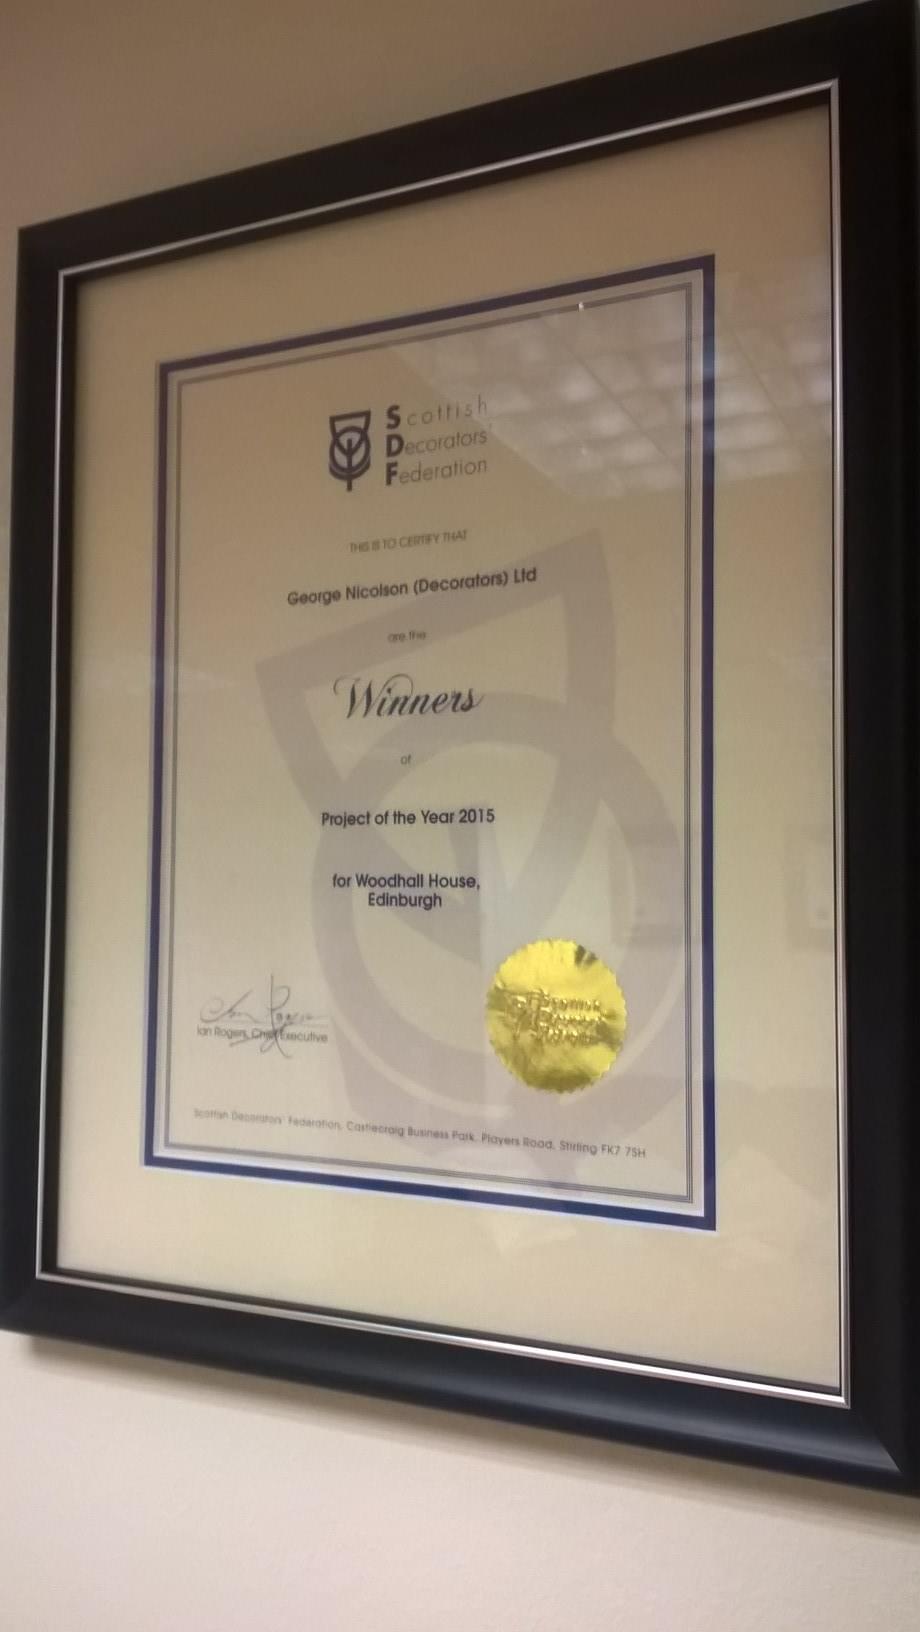 Scottish
Decorators'
Federation
THIS IS TO CERTIFY THAT
George Nicolson (Decorators) Ltd
are the
Winners
of
Project of the Year 2015
for Woodhall House,
Edinburgh
Ian Rogers, Chief Executive
Scottish Decorators' Federation, Castlecraig Business Park, Players Road, Stirling FK7 7SH